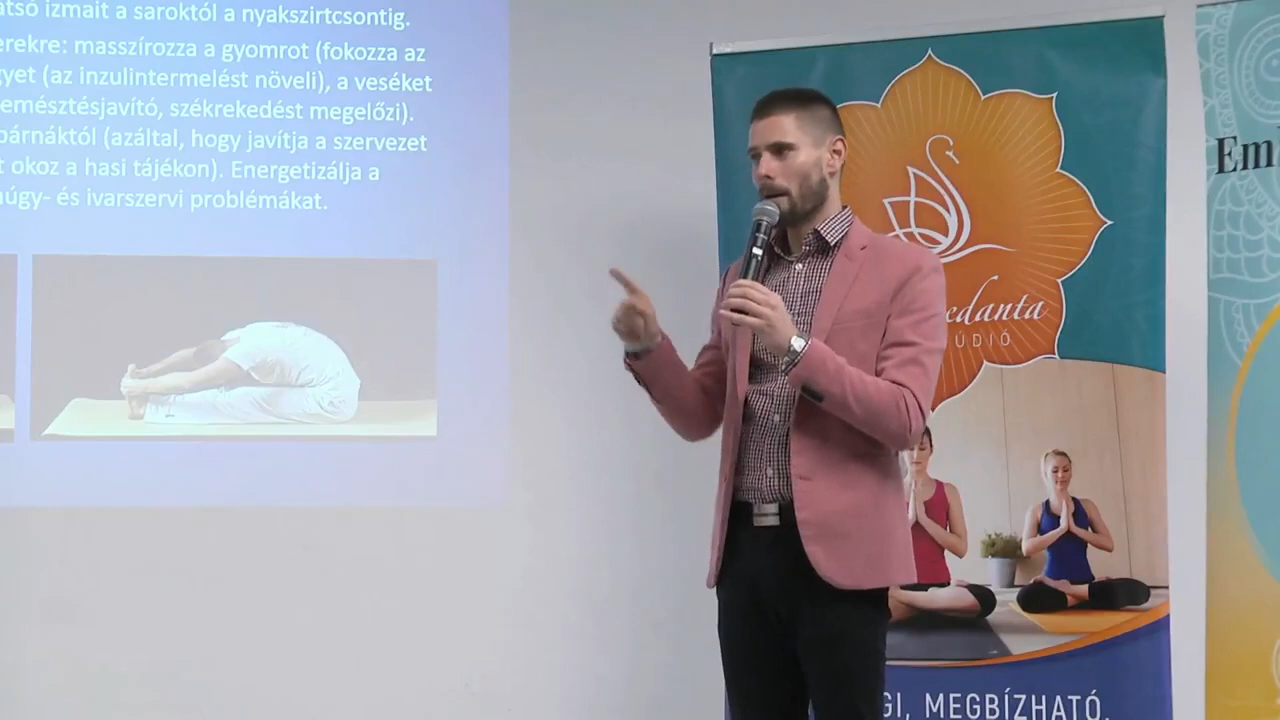 atsó izmait a saroktól a nyakszirtcsontig.
erekre: masszírozza a gyomrot (fokozza az
gyet (az inzulintermelést növeli), a veséket
emésztésjavító, székrekedést megelőzi).
párnáktól (azáltal, hogy javítja a szervezet
t okoz a hasi tájékon). Energetizálja a
húgy- és ivarszervi problémákat.
edanta
ÚDIÓ
GI, MEGBÍZHATÓ,
Em